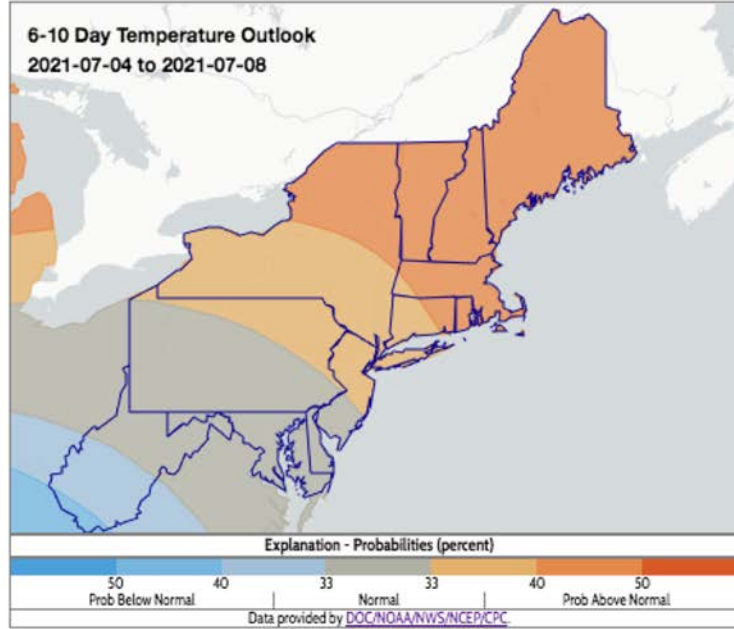 6-10 Day Temperature Outlook
2021-07-04 to 2021-07-08
Explanation - Probabilities (percent)
50 40 33 33 40 50
Prob Below Normal Normal Prob Above Normal
Data provided by DOC/NOAA/NWS/NCEP/CPC.